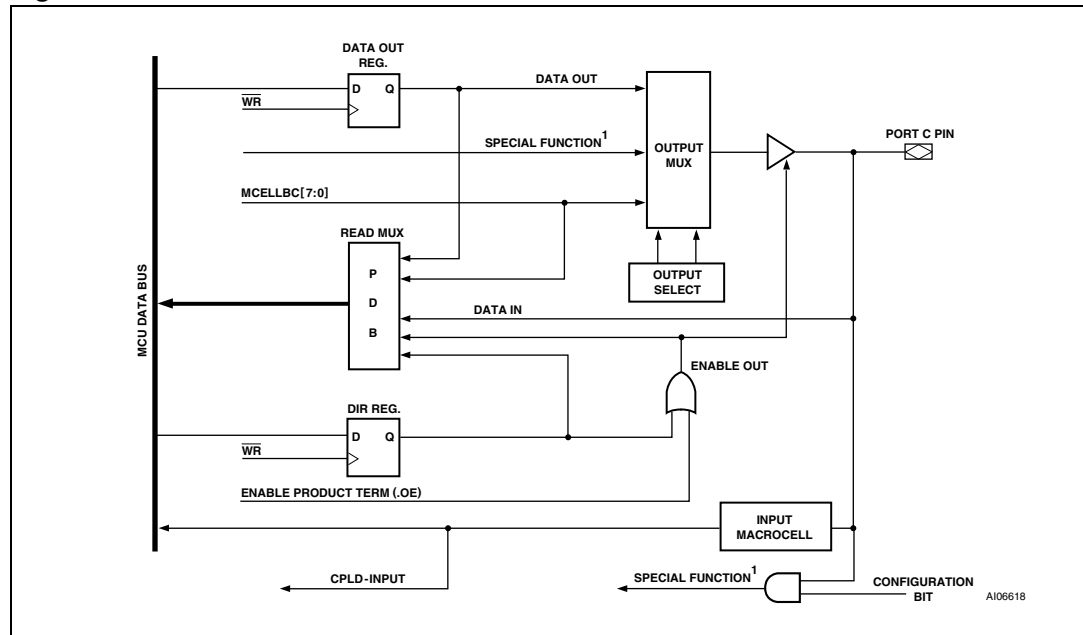 DATA OUT
REG.
D Q
WR
DATA OUT
SPECIAL FUNCTION1
MCELLBC[7:0]
OUTPUT
MUX
PORT C PIN
READ MUX
P
D
B
OUTPUT
SELECT
DATA IN
ENABLE OUT
MCU DATA BUS
DIR REG.
D Q
WR
ENABLE PRODUCT TERM (.OE)
INPUT
MACROCELL
CPLD-INPUT
SPECIAL FUNCTION1
CONFIGURATION
BIT
AI06618